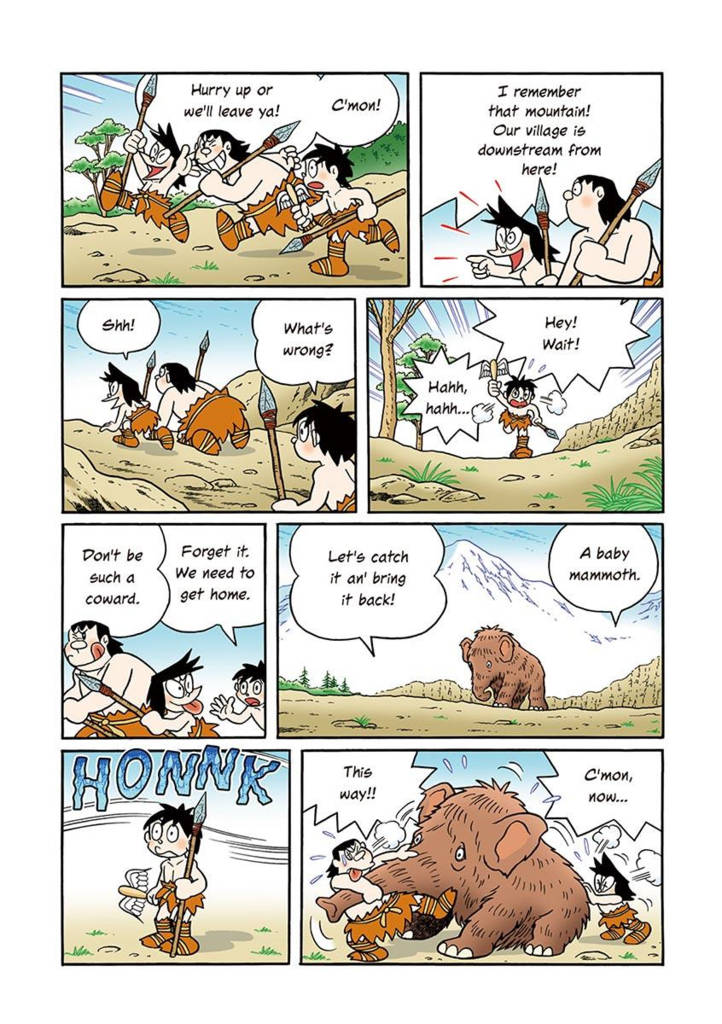 Hurry up or
we'll leave ya!
C'mon!
I remember
that mountain!
Our village is
downstream from
here!
Shh!
What's
wrong?
Hey!
Wait!
Hahh,
hahh...
Don't be
such a
coward.
Forget it.
We need to
get home.
Let's catch
it an' bring
it back!
A baby
mammoth.
HONNK
This
way!!
C'mon,
now...